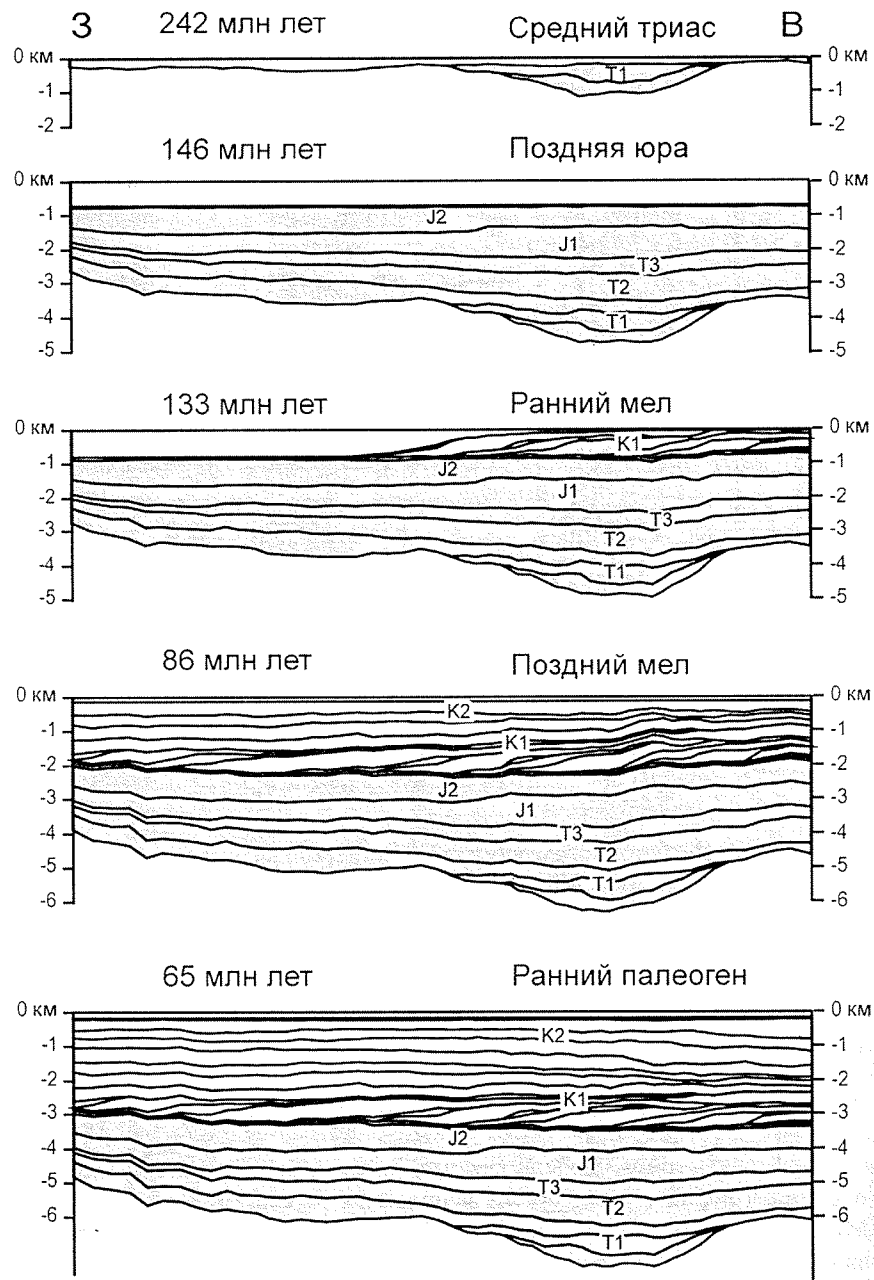 З 242 млн лет Средний триас В
0 км 0 км
T1
-1 -1
-2 -2
146 млн лет Поздняя юра
0 км 0 км
-1 -1
J2
J1
-2 -2
T3
-3 T2 -3
-4 T1 -4
-5 -5
133 млн лет Ранний мел
0 км 0 км
K1
-1 -1
J2
J1
-2 -2
T3
-3 T2 -3
-4 T1 -4
-5 -5
86 млн лет Поздний мел
0 км 0 км
K2
-1 -1
K1
-2 -2
J2
-3 J1 -3
-4 T3 -4
T2
-5 T1 -5
-6 -6
65 млн лет Ранний палеоген
0 км 0 км
K2
-1 -1
-2 -2
K1
-3 -3
J2
-4 -4
J1
-5 T3 -5
T2
-6 -6
T1